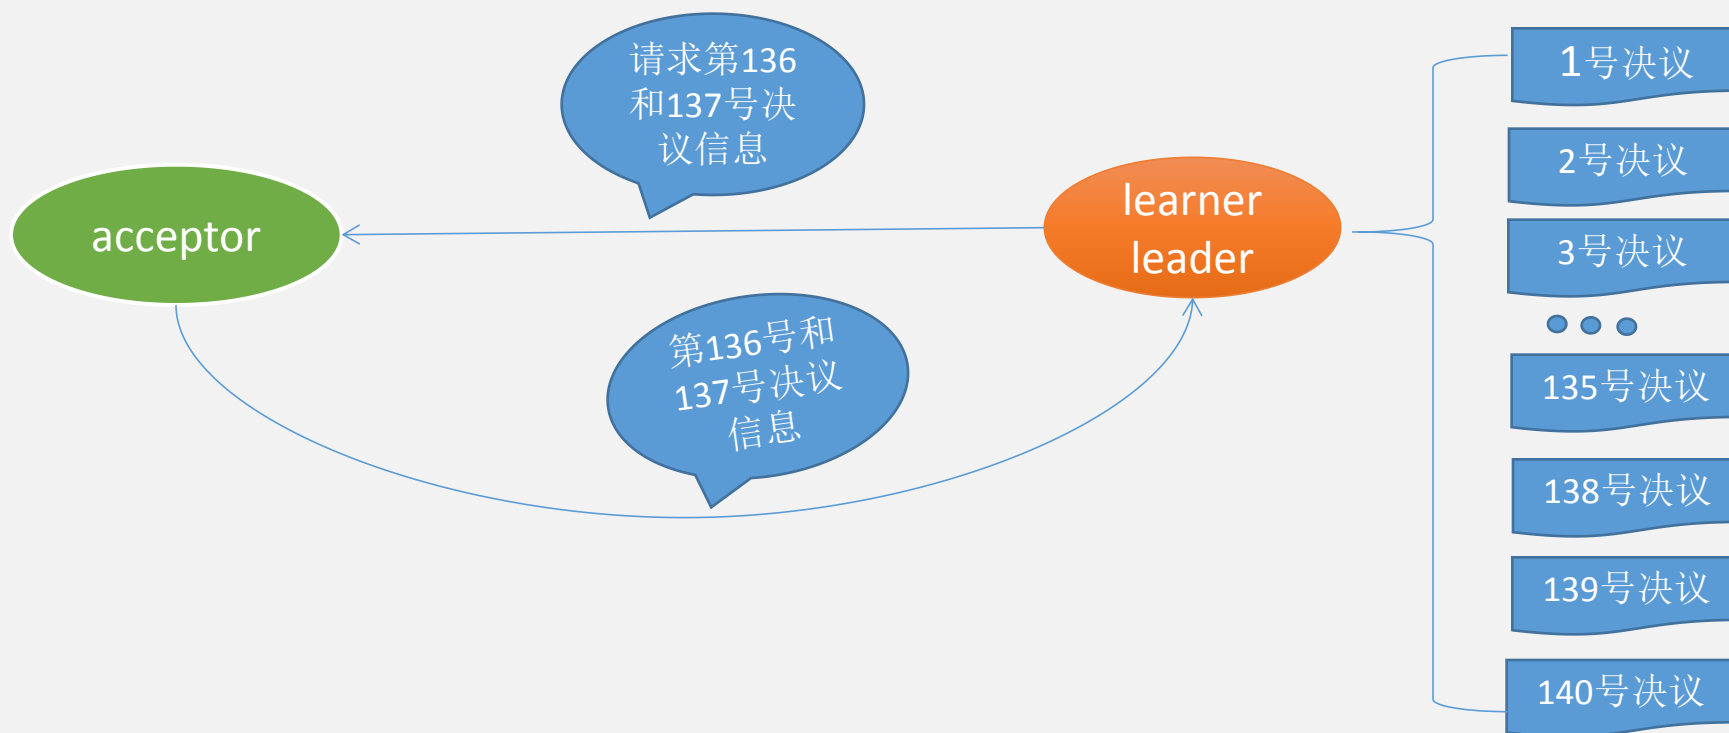 请求第136
和137号决
议信息
acceptor
learner
leader
第136号和
137号决议
信息
1号决议
2号决议
3号决议
135号决议
138号决议
139号决议
140号决议